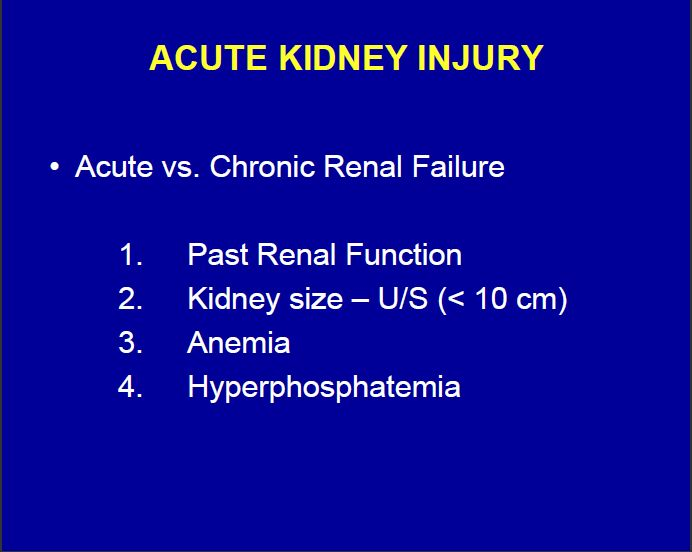 ACUTE KIDNEY INJURY
• Acute vs. Chronic Renal Failure
1. Past Renal Function
2. Kidney size – U/S (< 10 cm)
3. Anemia
4. Hyperphosphatemia